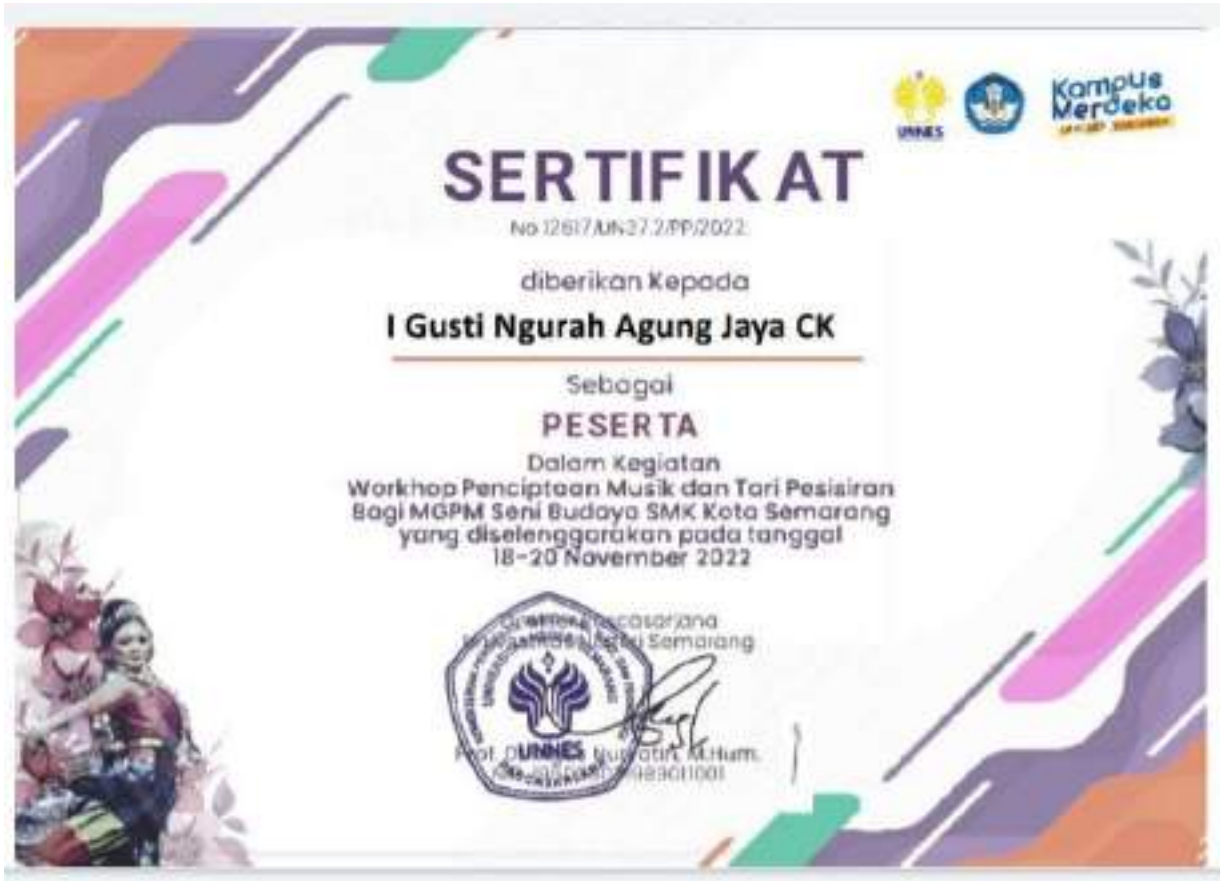 UNNES
Kampus
Merdeka
SERTIFIKAT
No 12617/UN37.2/PP/2022
diberikan Kepada
I Gusti Ngurah Agung Jaya CK
Sebagai
PESERTA
Dalam Kegiatan
Workhop Penciptaan Musik dan Tari Pesisiran
Bagi MGPM Seni Budaya SMK Kota Semarang
yang diselenggarakan pada tanggal
18-20 November 2022
Semarang
UNNES
Prof. M.Hum.